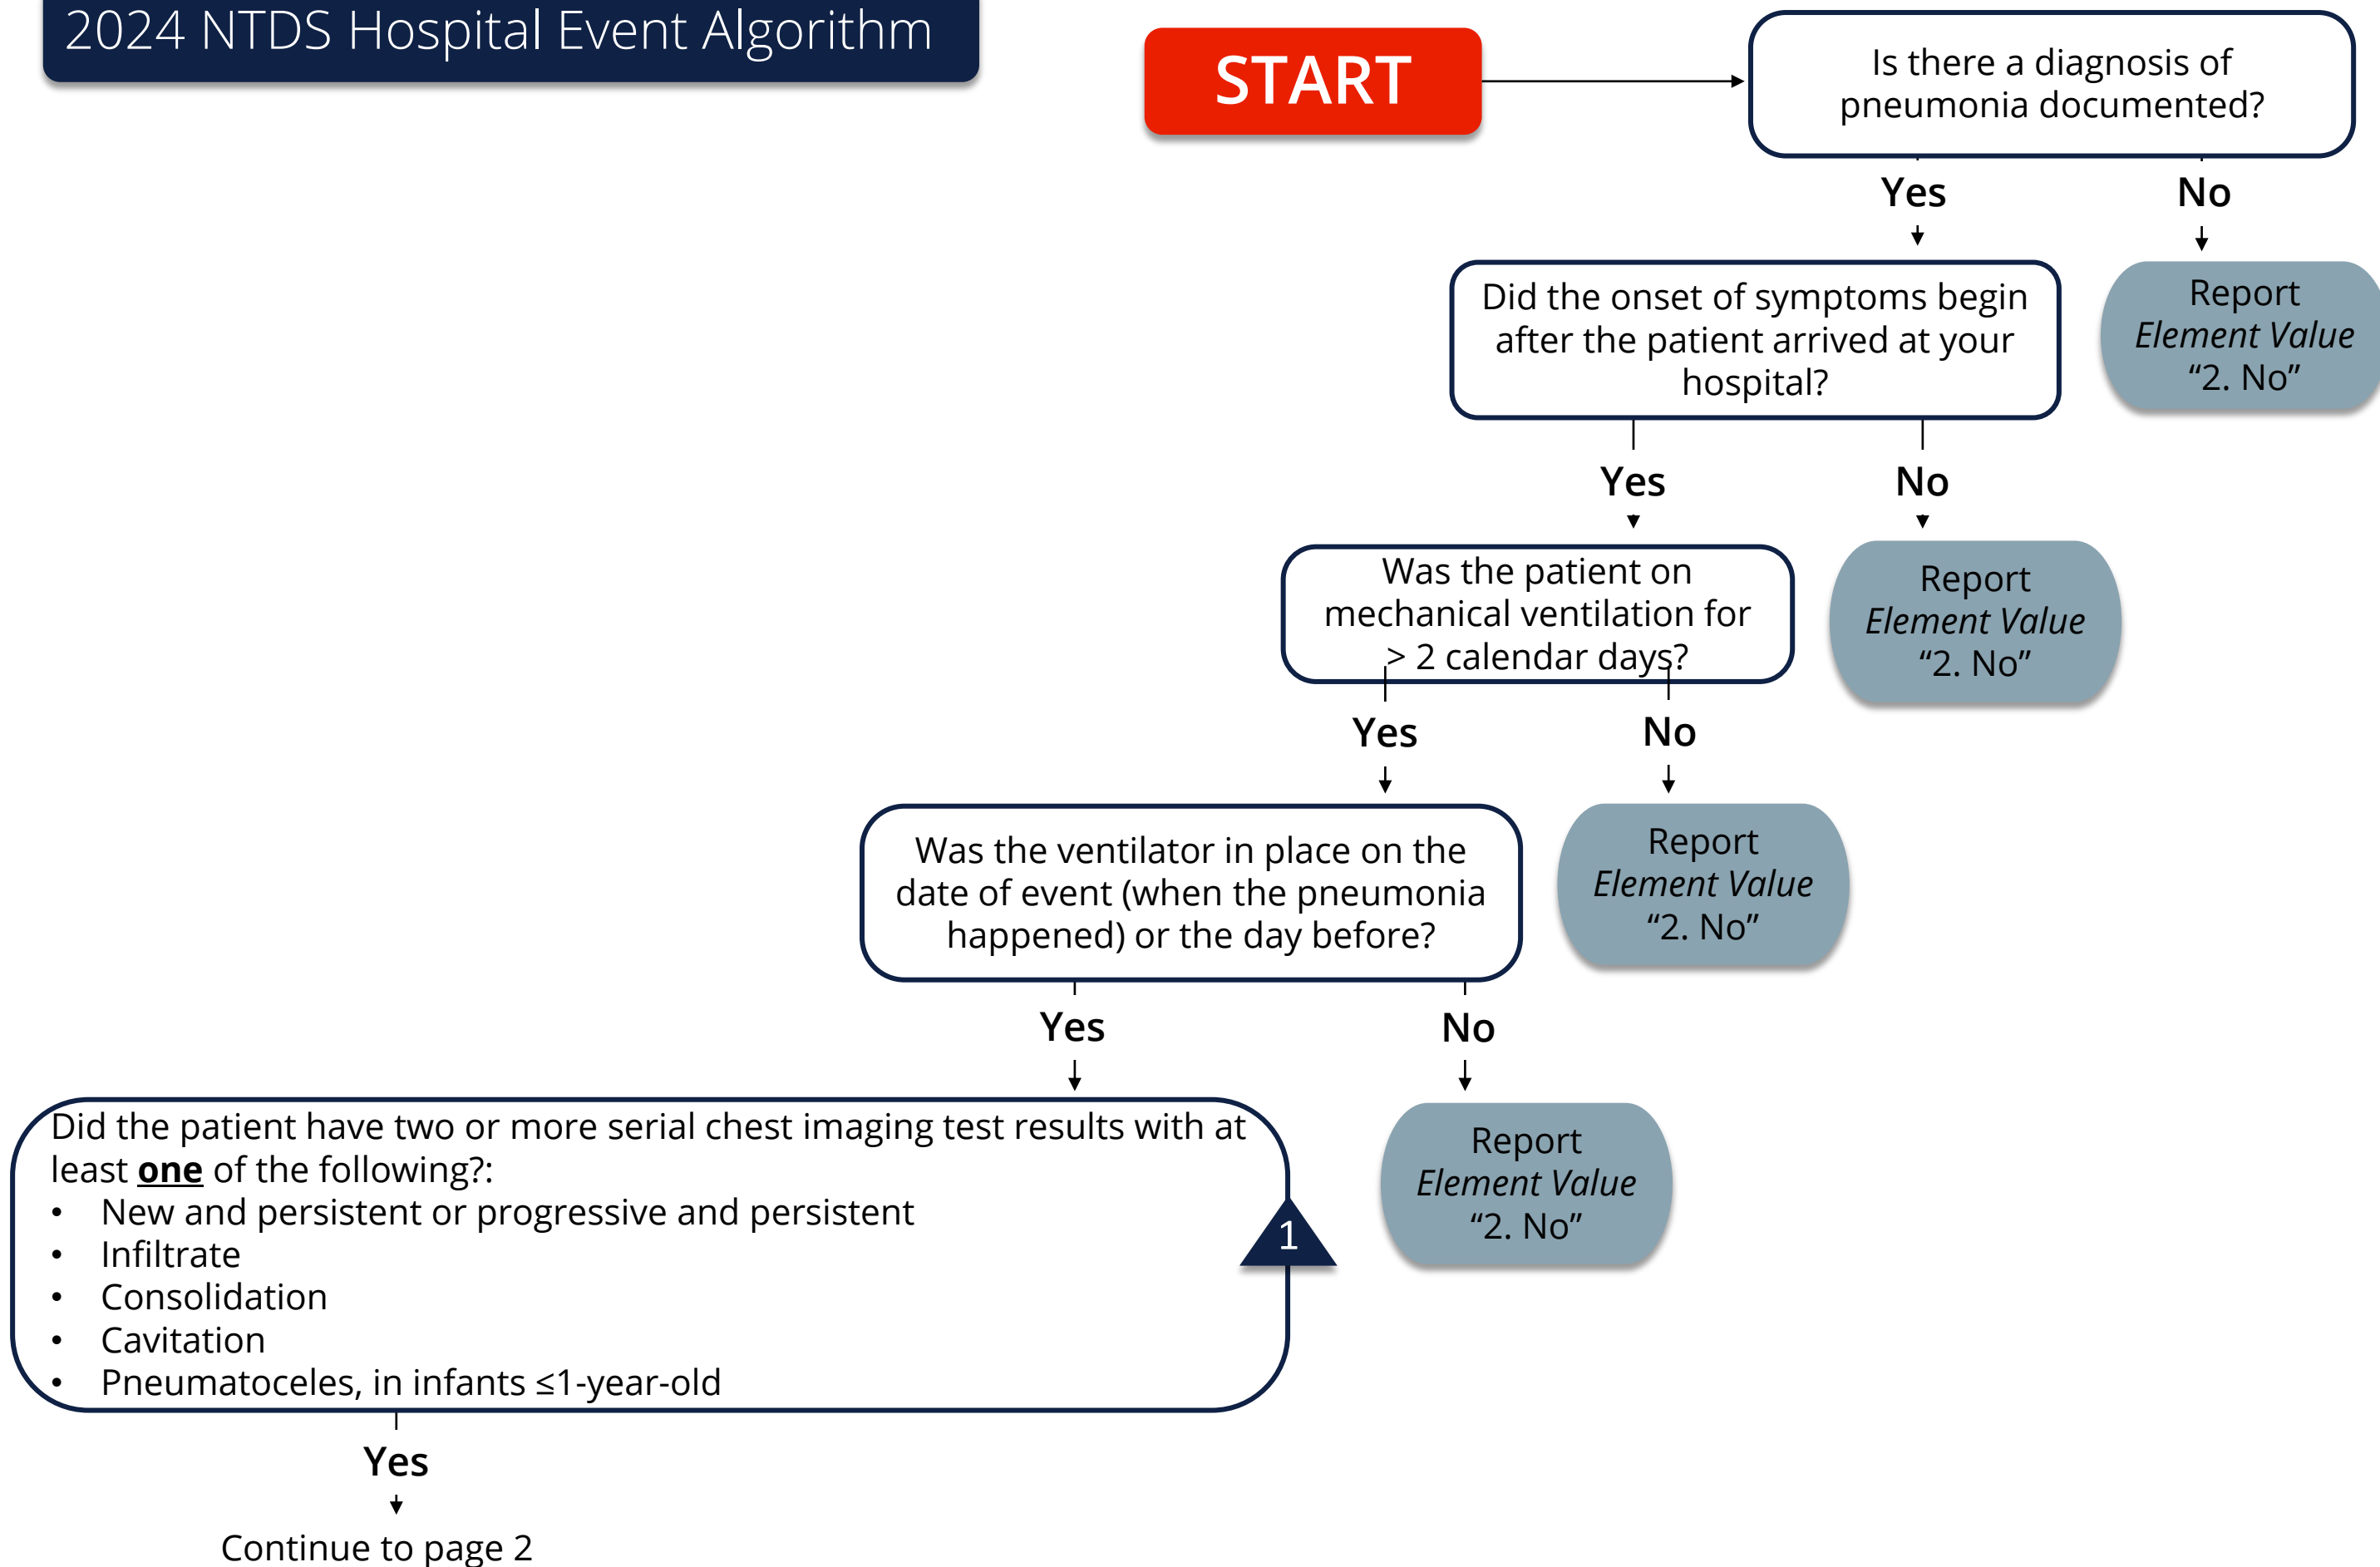 2024 NTDS Hospital Event Algorithm
START
Is there a diagnosis of
pneumonia documented?
Yes
No
Did the onset of symptoms begin
after the patient arrived at your
hospital?
Report
Element Value
“2. No”
Yes
No
Was the patient on
mechanical ventilation for
> 2 calendar days?
Report
Element Value
“2. No”
Yes
No
Was the ventilator in place on the
date of event (when the pneumonia
happened) or the day before?
Report
Element Value
“2. No”
Yes
No
Did the patient have two or more serial chest imaging test results with at
least one of the following?:
• New and persistent or progressive and persistent
• Infiltrate
• Consolidation
• Cavitation
• Pneumatoceles, in infants ≤1-year-old
1
Report
Element Value
“2. No”
Yes
Continue to page 2